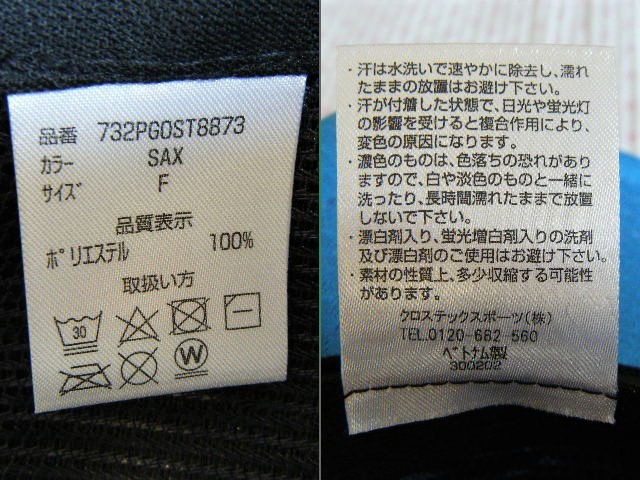 品番 732PG0ST8873
カラー SAX
サイズ F
品質表示
ポリエステル 100%
取扱い方
30
W
・汗は水洗いで速やかに除去し、濡れ
たままの放置はお避け下さい。
・汗が付着した状態で、日光や蛍光灯
の影響を受けると複合作用により、
変色の原因になります。
・濃色のものは、色落ちの恐れがあり
ますので、白や淡色のものと一緒に
洗ったり、長時間濡れたままで放置
しないで下さい。
・漂白剤入り、蛍光増白剤入りの洗剤
及び漂白剤のご使用はお避け下さい。
・素材の性質上、多少収縮する可能性
があります。
クロステックスポーツ(株)
TEL.0120-682-560
ベトナム製
300202